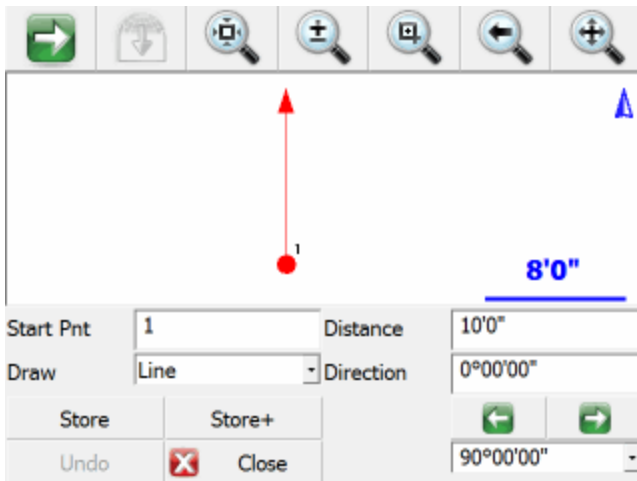 1
8'0"
Start Pnt 1 Distance 10'0"
Draw Line Direction 0°00'00"
Store Store+
Undo Close 90°00'00"